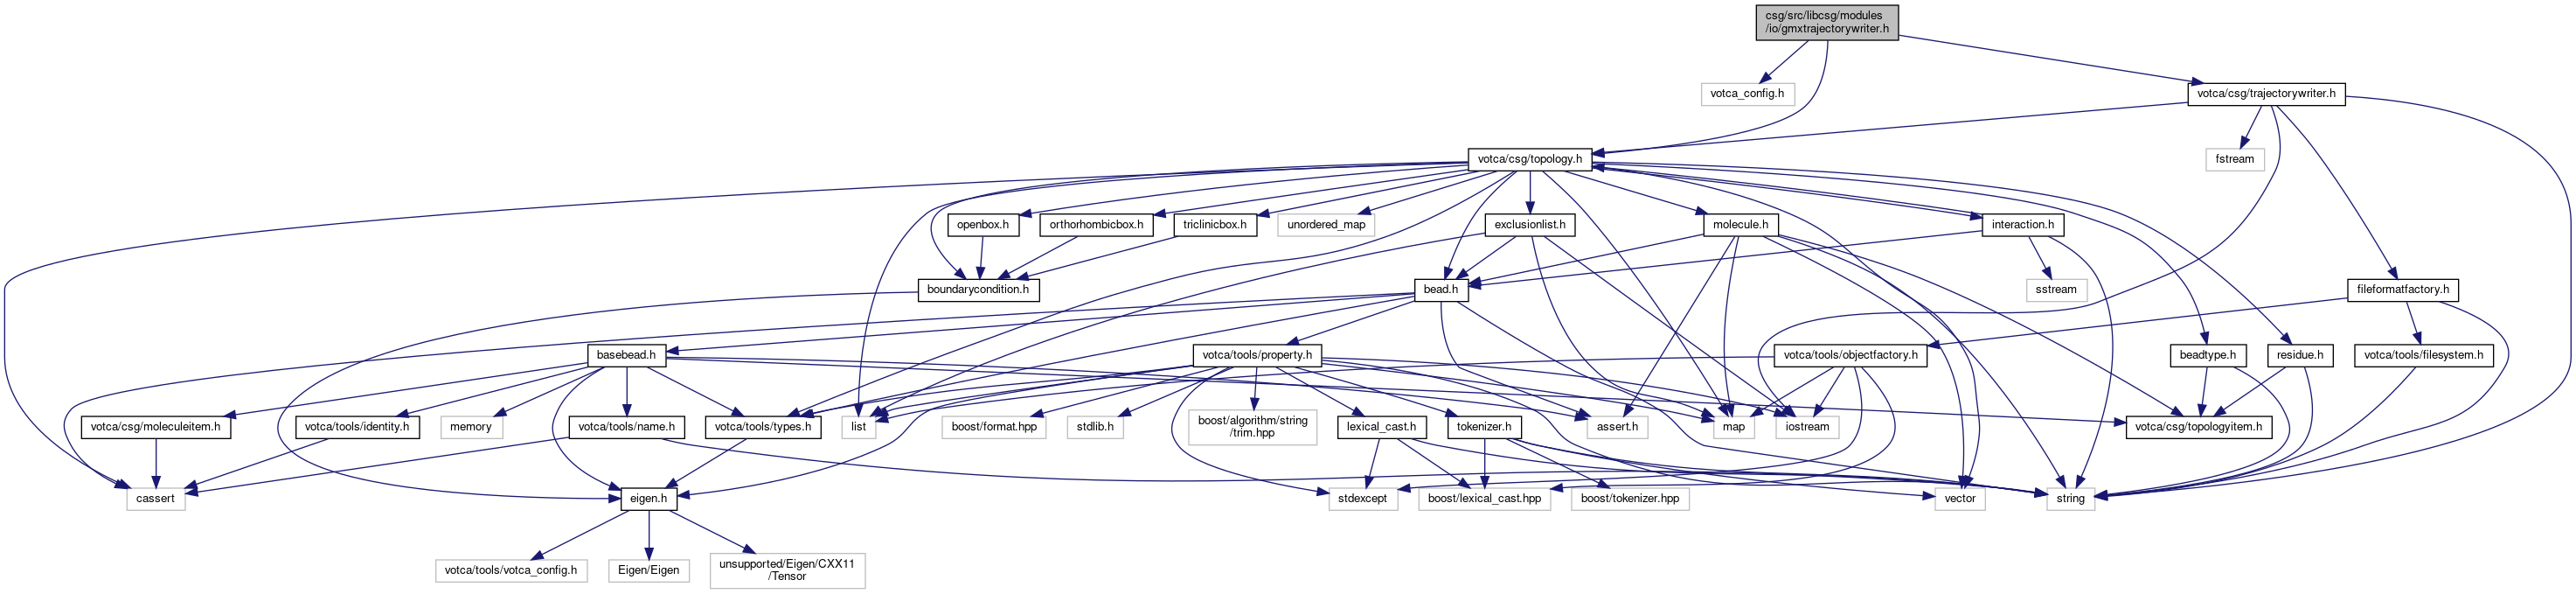 csg/src/libcsg/modules
/io/gmxtrajectorywriter.h
votca_config.h
votca/csg/trajectorywriter.h
votca/csg/topology.h
fstream
openbox.h
orthorhombicbox.h
triclinicbox.h
unordered_map
exclusionlist.h
molecule.h
interaction.h
boundarycondition.h
bead.h
sstream
fileformatfactory.h
basebead.h
votca/tools/property.h
votca/tools/objectfactory.h
beadtype.h
residue.h
votca/tools/filesystem.h
votca/csg/moleculeitem.h
votca/tools/identity.h
memory
votca/tools/name.h
votca/tools/types.h
list
boost/format.hpp
stdlib.h
boost/algorithm/string
/trim.hpp
lexical_cast.h
tokenizer.h
assert.h
map
iostream
votca/csg/topologyitem.h
cassert
eigen.h
stdexcept
boost/lexical_cast.hpp
boost/tokenizer.hpp
vector
string
votca/tools/votca_config.h
Eigen/Eigen
unsupported/Eigen/CXX11
/Tensor